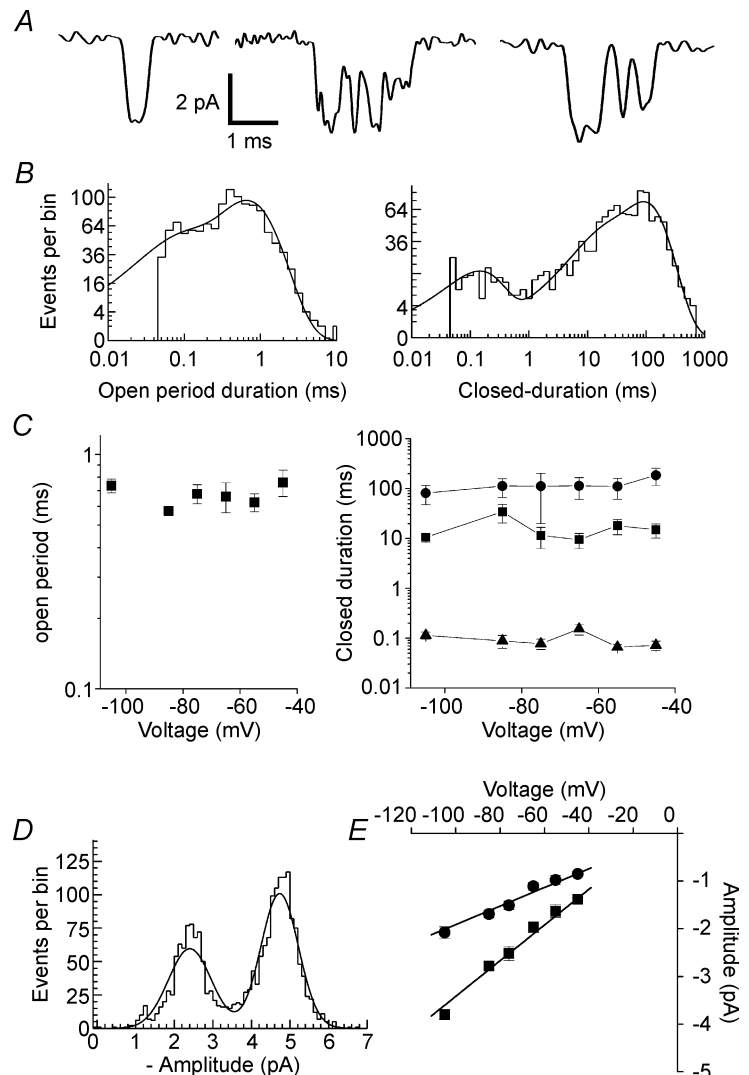 A
2 pA
1 ms
B
Events per bin
100
64
36
16
4
0
0.01 0.1 1 10
Open period duration (ms)
64
36
4
0
0.01 0.1 1 10 100 1000
Closed-duration (ms)
C
open period (ms)
1
0.1
-100 -80 -60 -40
Voltage (mV)
Closed duration (ms)
1000
100
10
1
0.1
0.01
-100 -80 -60 -40
Voltage (mV)
D
Events per bin
125
100
75
50
25
0
0 1 2 3 4 5 6 7
- Amplitude (pA)
E
Voltage (mV)
-120 -100 -80 -60 -40 -20 0
-1
-2
-3
-4
-5
Amplitude (pA)